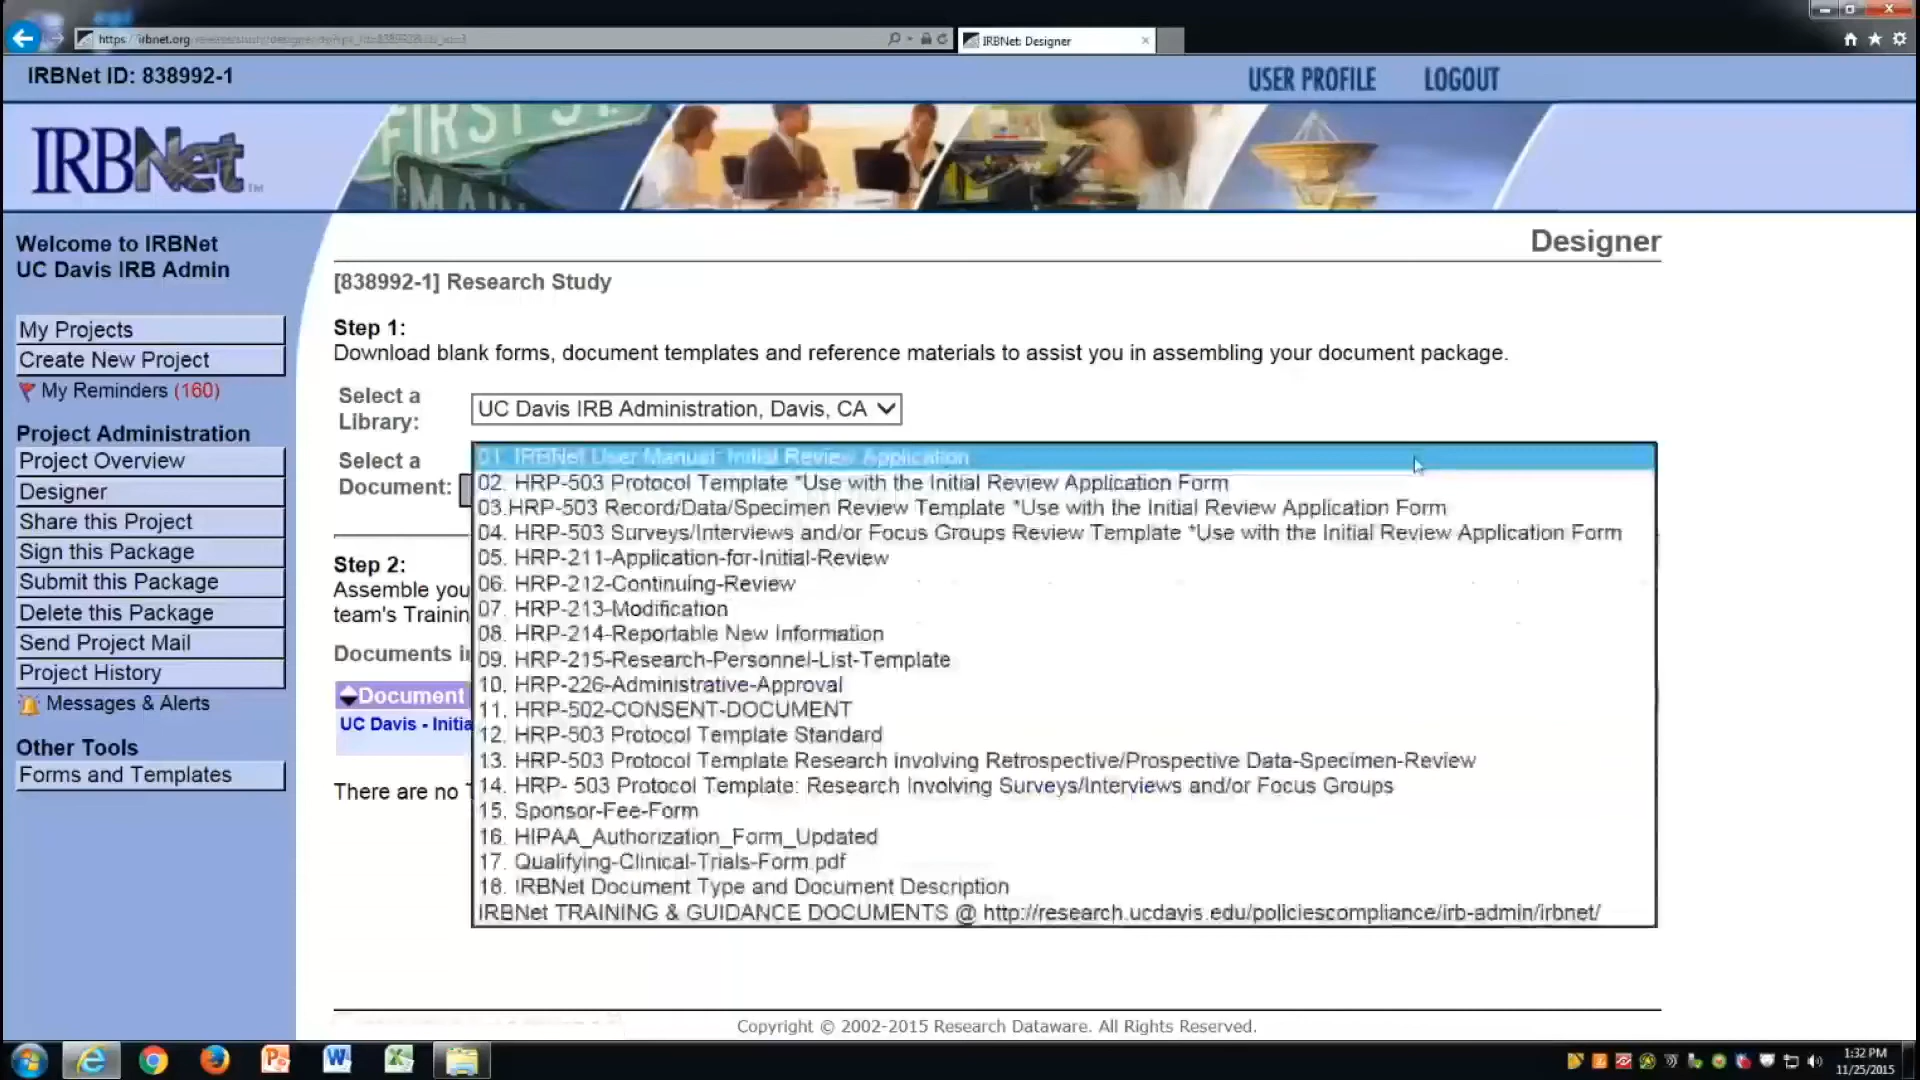 https://irbnet.org
IRBNet: Designer
IRBNet ID: 838992-1
USER PROFILE
LOGOUT
FIRST ST
MAIN
IRBNet™
Welcome to IRBNet
UC Davis IRB Admin
My Projects
Create New Project
My Reminders (160)
Project Administration
Project Overview
Designer
Share this Project
Sign this Package
Submit this Package
Delete this Package
Send Project Mail
Project History
Messages & Alerts
Other Tools
Forms and Templates
Designer
[838992-1] Research Study
Step 1:
Download blank forms, document templates and reference materials to assist you in assembling your document package.
Select a
Library:
UC Davis IRB Administration, Davis, CA
Select a
Document:
01. IRBNet User Manual: Initial Review Application
02. HRP-503 Protocol Template *Use with the Initial Review Application Form
03.HRP-503 Record/Data/Specimen Review Template *Use with the Initial Review Application Form
04. HRP-503 Surveys/Interviews and/or Focus Groups Review Template *Use with the Initial Review Application Form
05. HRP-211-Application-for-Initial-Review
06. HRP-212-Continuing-Review
07. HRP-213-Modification
08. HRP-214-Reportable New Information
09. HRP-215-Research-Personnel-List-Template
10. HRP-226-Administrative-Approval
11. HRP-502-CONSENT-DOCUMENT
12. HRP-503 Protocol Template Standard
13. HRP-503 Protocol Template Research involving Retrospective/Prospective Data-Specimen-Review
14. HRP- 503 Protocol Template: Research Involving Surveys/Interviews and/or Focus Groups
15. Sponsor-Fee-Form
16. HIPAA_Authorization_Form_Updated
17. Qualifying-Clinical-Trials-Form.pdf
18. IRBNet Document Type and Document Description
IRBNet TRAINING & GUIDANCE DOCUMENTS @ http://research.ucdavis.edu/policiescompliance/irb-admin/irbnet/
Step 2:
Assemble you
team's Trainin
Documents i
Document
UC Davis - Initia
There are no
Copyright © 2002-2015 Research Dataware. All Rights Reserved.
1:32 PM
11/25/2015